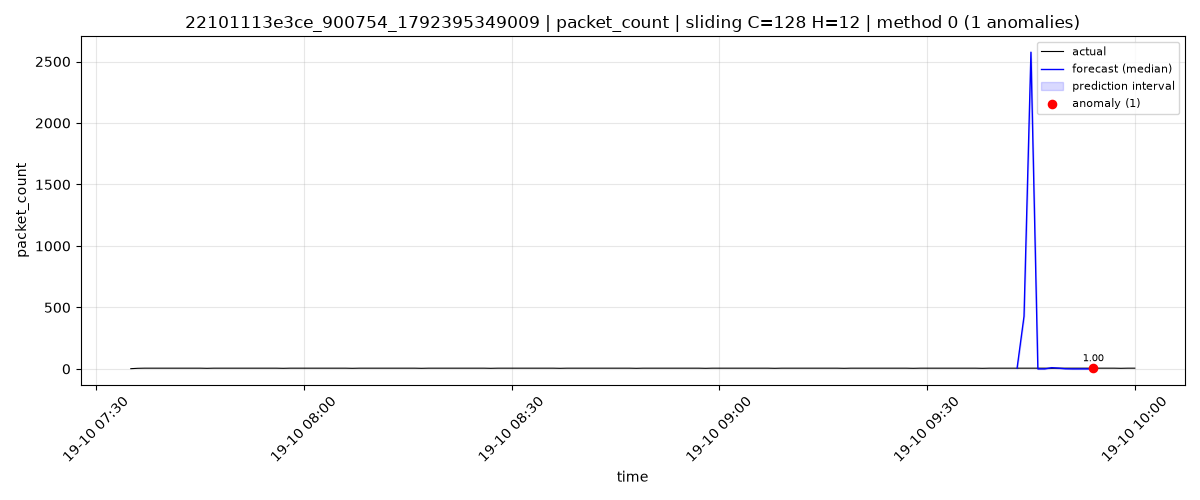 22101113e3ce_900754_1792395349009 | packet_count | sliding C=128 H=12 | method 0 (1 anomalies)
actual
forecast (median)
prediction interval
anomaly (1)
packet_count
2500
2000
1500
1000
500
0
1.00
19-10 07:30
19-10 08:00
19-10 08:30
19-10 09:00
19-10 09:30
19-10 10:00
time